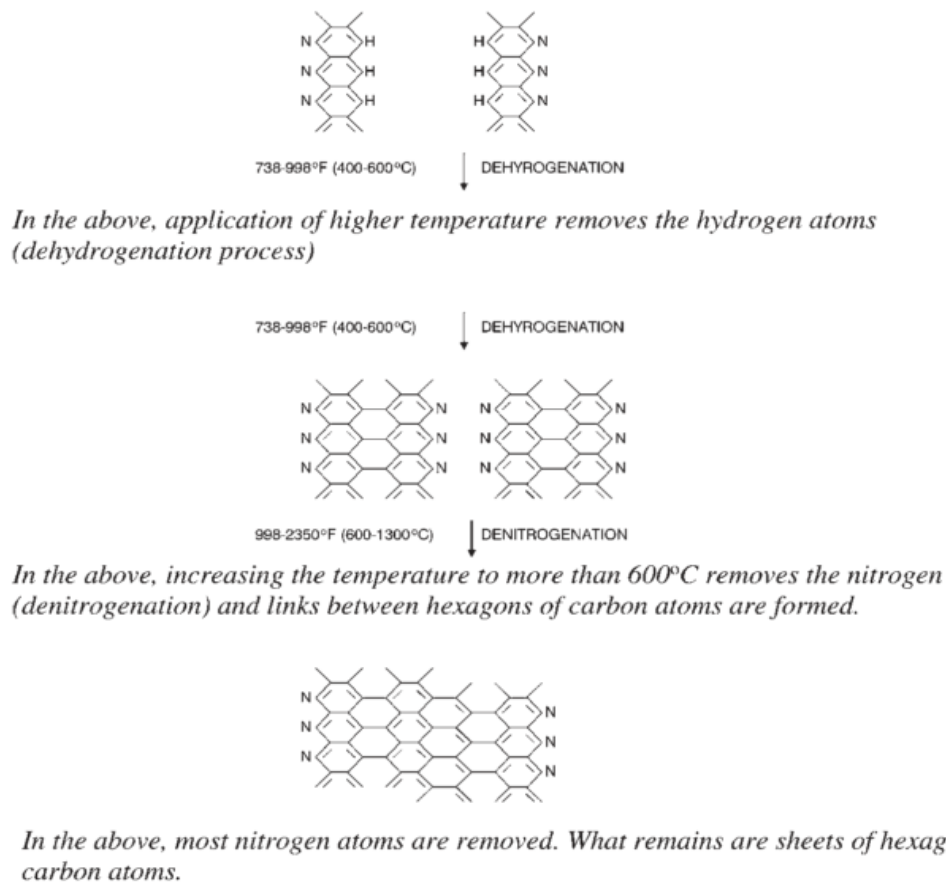 N H H N
N H H N
N H H N
738-998°F (400-600°C) DEHYROGENATION
In the above, application of higher temperature removes the hydrogen atoms
(dehydrogenation process)
738-998°F (400-600°C) DEHYROGENATION
N N N N
N N N N
N N N N
998-2350°F (600-1300°C) DENITROGENATION
In the above, increasing the temperature to more than 600°C removes the nitrogen
(denitrogenation) and links between hexagons of carbon atoms are formed.
N
N
N
N
N
N
In the above, most nitrogen atoms are removed. What remains are sheets of hexag
carbon atoms.